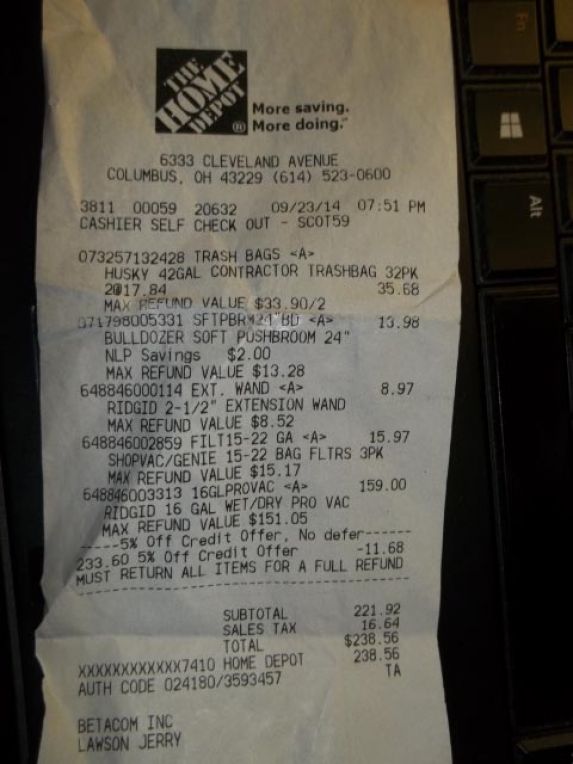 THE
HOME
DEPOT
®
More saving.
More doing.™
6333 CLEVELAND AVENUE
COLUMBUS, OH 43229 (614) 523-0600
3811 00059 20632 09/23/14 07:51 PM
CASHIER SELF CHECK OUT - SCOT59
073257132428 TRASH BAGS <A>
HUSKY 42GAL CONTRACTOR TRASHBAG 32PK
2@17.84 35.68
MAX REFUND VALUE $33.90/2
071798005331 SFTPBRM24"BD <A> 13.98
BULLDOZER SOFT PUSHBROOM 24"
NLP Savings $2.00
MAX REFUND VALUE $13.28
648846000114 EXT. WAND <A> 8.97
RIDGID 2-1/2" EXTENSION WAND
MAX REFUND VALUE $8.52
648846002859 FILT15-22 GA <A> 15.97
SHOPVAC/GENIE 15-22 BAG FLTRS 3PK
MAX REFUND VALUE $15.17
648846003313 16GLPROVAC <A> 159.00
RIDGID 16 GAL WET/DRY PRO VAC
MAX REFUND VALUE $151.05
-----5% Off Credit Offer, No defer------
233.60 5% Off Credit Offer -11.68
MUST RETURN ALL ITEMS FOR A FULL REFUND
----------------------------------------
SUBTOTAL 221.92
SALES TAX 16.64
TOTAL $238.56
XXXXXXXXXXXX7410 HOME DEPOT 238.56
AUTH CODE 024180/3593457 TA
BETACOM INC
LAWSON JERRY
Fn
Alt